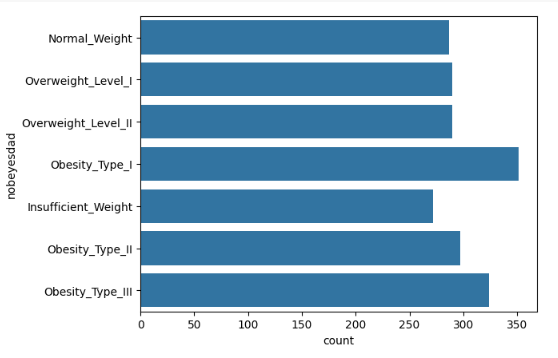 Normal_Weight
Overweight_Level_I
Overweight_Level_II
Obesity_Type_I
Insufficient_Weight
Obesity_Type_II
Obesity_Type_III
nobeyesdad
0 50 100 150 200 250 300 350
count